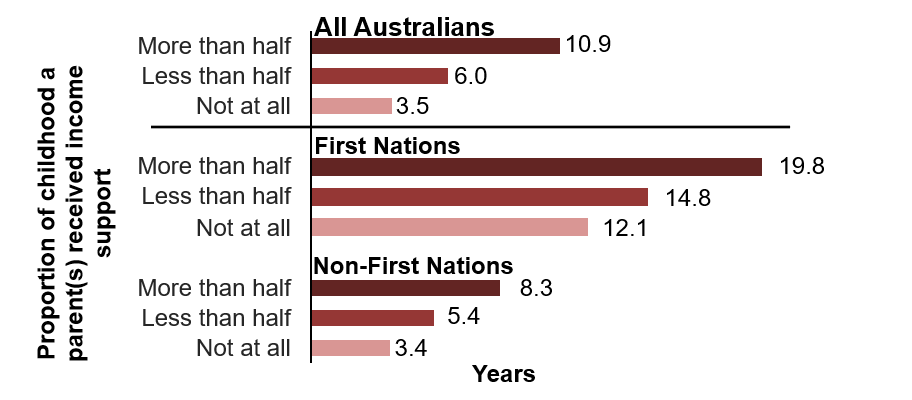 All Australians
More than half 10.9
Less than half 6.0
Not at all 3.5
First Nations
More than half 19.8
Less than half 14.8
Not at all 12.1
Non-First Nations
More than half 8.3
Less than half 5.4
Not at all 3.4
Years
Proportion of childhood a
parent(s) received income
support